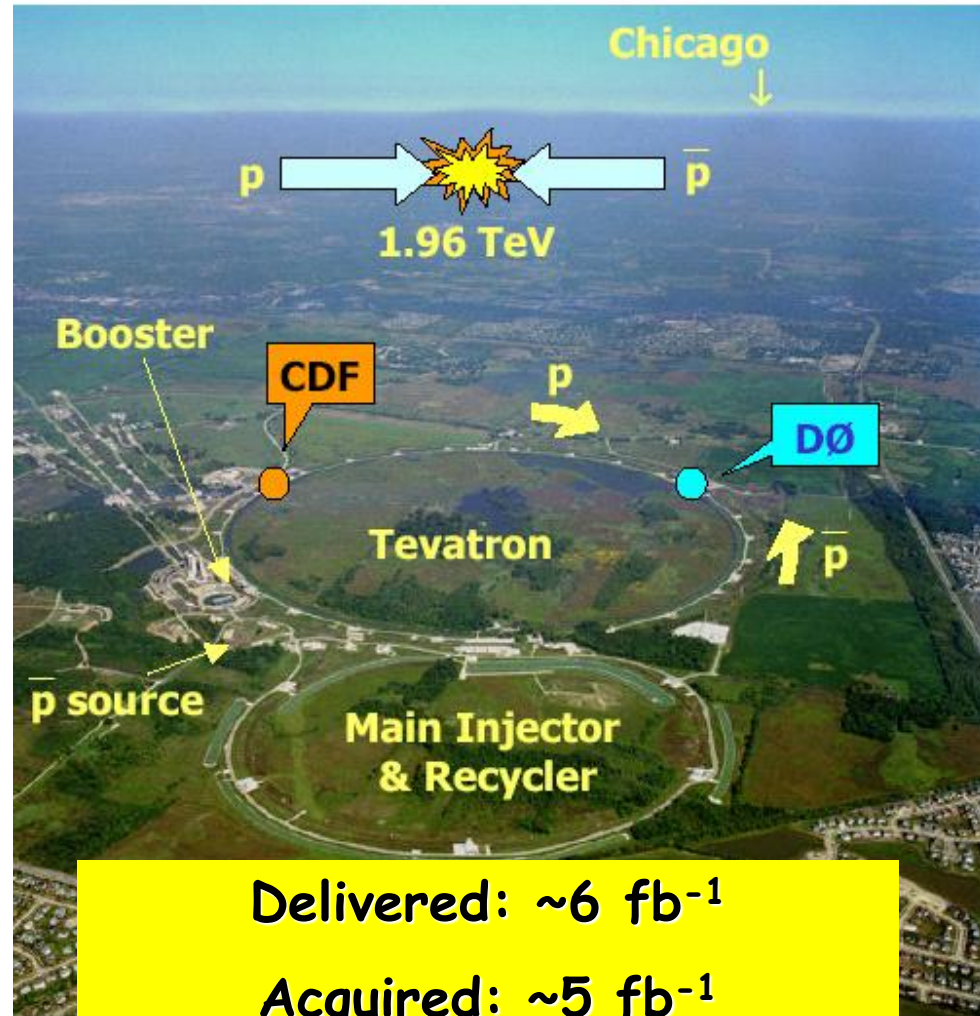 Chicago
↓
p p̅
1.96 TeV
Booster
CDF
p
DØ
Tevatron
p̅
p̅ source
Main Injector
& Recycler
Delivered: ~6 fb⁻¹
Acquired: ~5 fb⁻¹